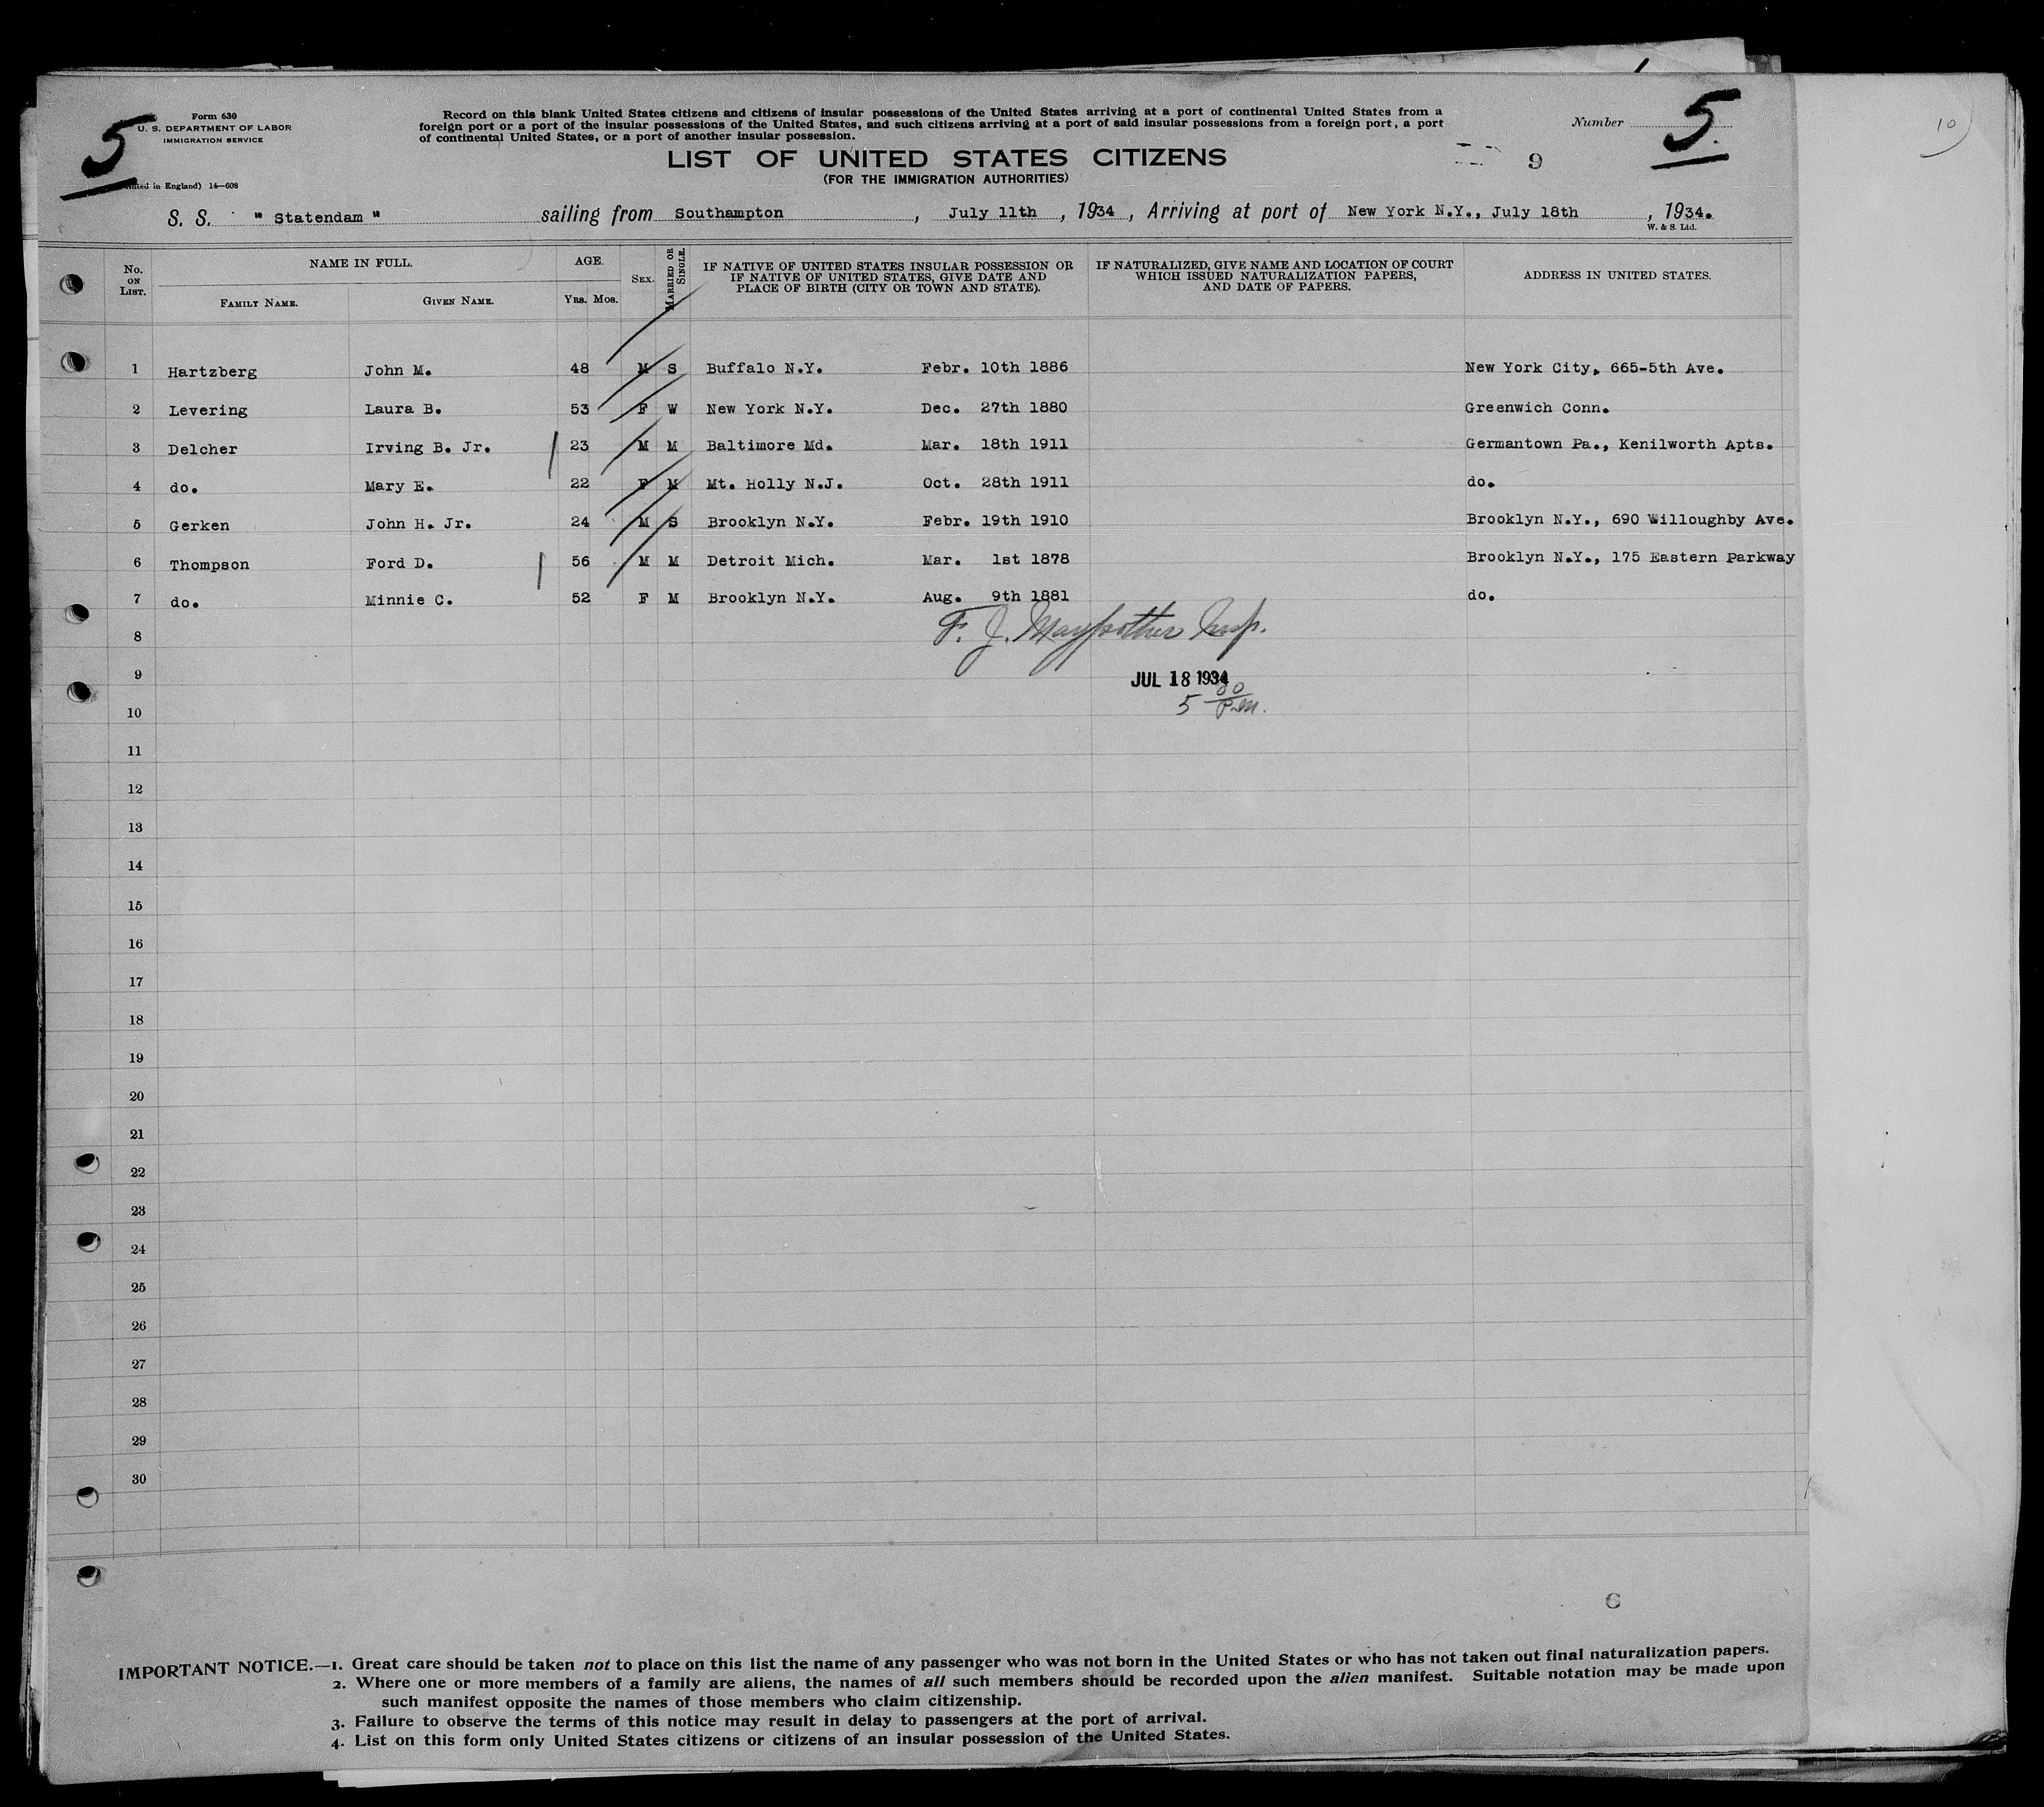 5
Form 630
U. S. DEPARTMENT OF LABOR
IMMIGRATION SERVICE
in England) 14—608
Record on this blank United States citizens and citizens of insular possessions of the United States arriving at a port of continental United States from a
foreign port or a port of the insular possessions of the United States, and such citizens arriving at a port of said insular possessions from a foreign port, a port
of continental United States, or a port of another insular possession.
Number 5.
10
LIST OF UNITED STATES CITIZENS
9
(FOR THE IMMIGRATION AUTHORITIES)
S. S. " Statendam " sailing from Southampton , July 11th , 1934 , Arriving at port of New York N.Y., July 18th , 1934.
W. & S. Ltd.
No. ON LIST. NAME IN FULL. FAMILY NAME. GIVEN NAME. AGE. YRS. MOS. SEX. MARRIED OR SINGLE. IF NATIVE OF UNITED STATES INSULAR POSSESSION OR IF NATIVE OF UNITED STATES, GIVE DATE AND PLACE OF BIRTH (CITY OR TOWN AND STATE). IF NATURALIZED, GIVE NAME AND LOCATION OF COURT WHICH ISSUED NATURALIZATION PAPERS, AND DATE OF PAPERS. ADDRESS IN UNITED STATES.
1 Hartzberg John M. 48 M S Buffalo N.Y. Febr. 10th 1886 New York City, 665-5th Ave.
2 Levering Laura B. 53 F W New York N.Y. Dec. 27th 1880 Greenwich Conn.
3 Delcher Irving B. Jr. 23 M M Baltimore Md. Mar. 18th 1911 Germantown Pa., Kenilworth Apts.
4 do. Mary E. 22 F M Mt. Holly N.J. Oct. 28th 1911 do.
5 Gerken John H. Jr. 24 M S Brooklyn N.Y. Febr. 19th 1910 Brooklyn N.Y., 690 Willoughby Ave.
6 Thompson Ford D. 56 M M Detroit Mich. Mar. 1st 1878 Brooklyn N.Y., 175 Eastern Parkway
7 do. Minnie C. 52 F M Brooklyn N.Y. Aug. 9th 1881 do.
8 F. J. Insp.
9 JUL 18 1934
10 5 00 P.M.
11
12
13
14
15
16
17
18
19
20
21
22
23
24
25
26
27
28
29
30
IMPORTANT NOTICE.—1. Great care should be taken not to place on this list the name of any passenger who was not born in the United States or who has not taken out final naturalization papers.
2. Where one or more members of a family are aliens, the names of all such members should be recorded upon the alien manifest. Suitable notation may be made upon
such manifest opposite the names of those members who claim citizenship.
3. Failure to observe the terms of this notice may result in delay to passengers at the port of arrival.
4. List on this form only United States citizens or citizens of an insular possession of the United States.